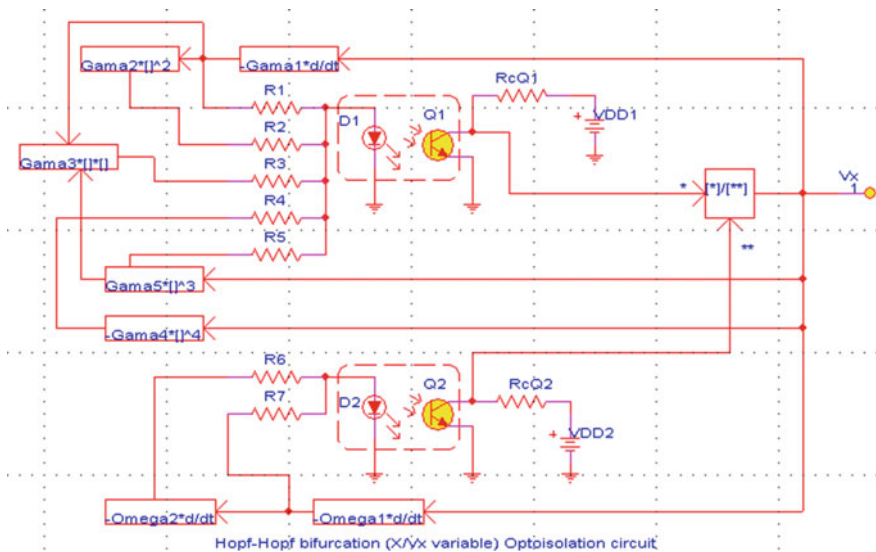 Gama2*[]^2
-Gama1*d/dt
RcQ1
R1
D1
Q1
VDD1
+
R2
Gama3*[]*[]
R3
R4
R5
*
[*]/[**]
Vx
1
**
Gama5*[]^3
-Gama4*[]^4
R6
R7
D2
Q2
RcQ2
VDD2
+
-Omega2*d/dt
-Omega1*d/dt
Hopf-Hopf bifurcation (X/Vx variable) Optoisolation circuit